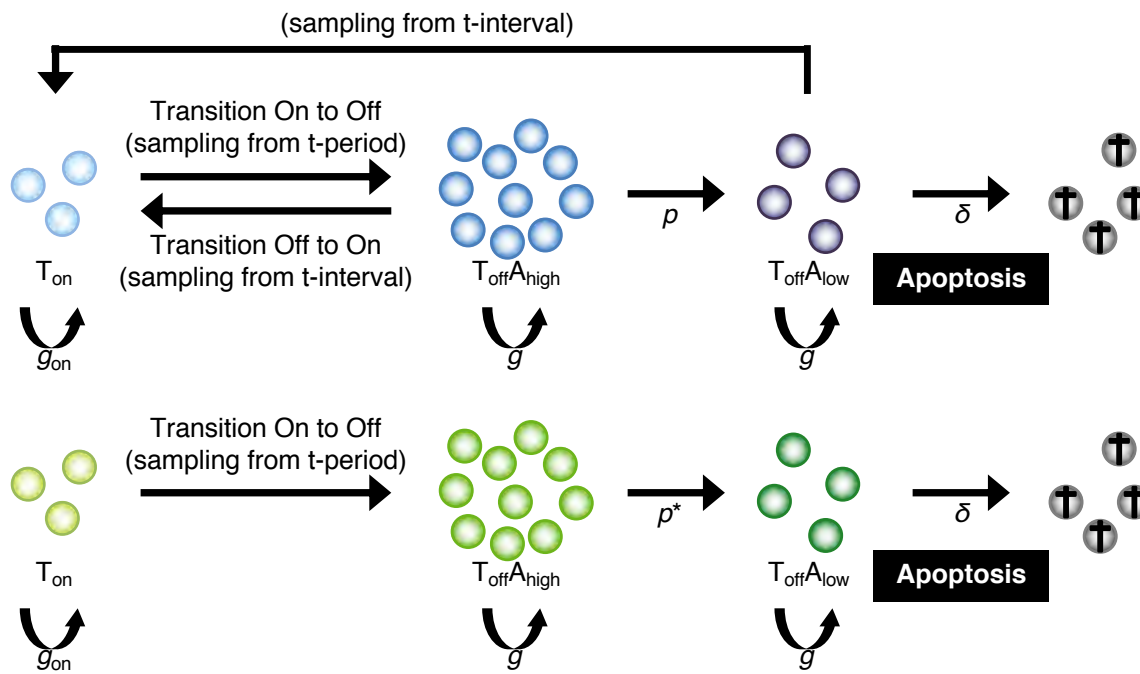 (sampling from t-interval)
Transition On to Off
(sampling from t-period)
p
δ
Transition Off to On
(sampling from t-interval)
Ton
ToffAhigh
ToffAlow
Apoptosis
gon
g
g
Transition On to Off
(sampling from t-period)
p*
δ
Ton
ToffAhigh
ToffAlow
Apoptosis
gon
g
g